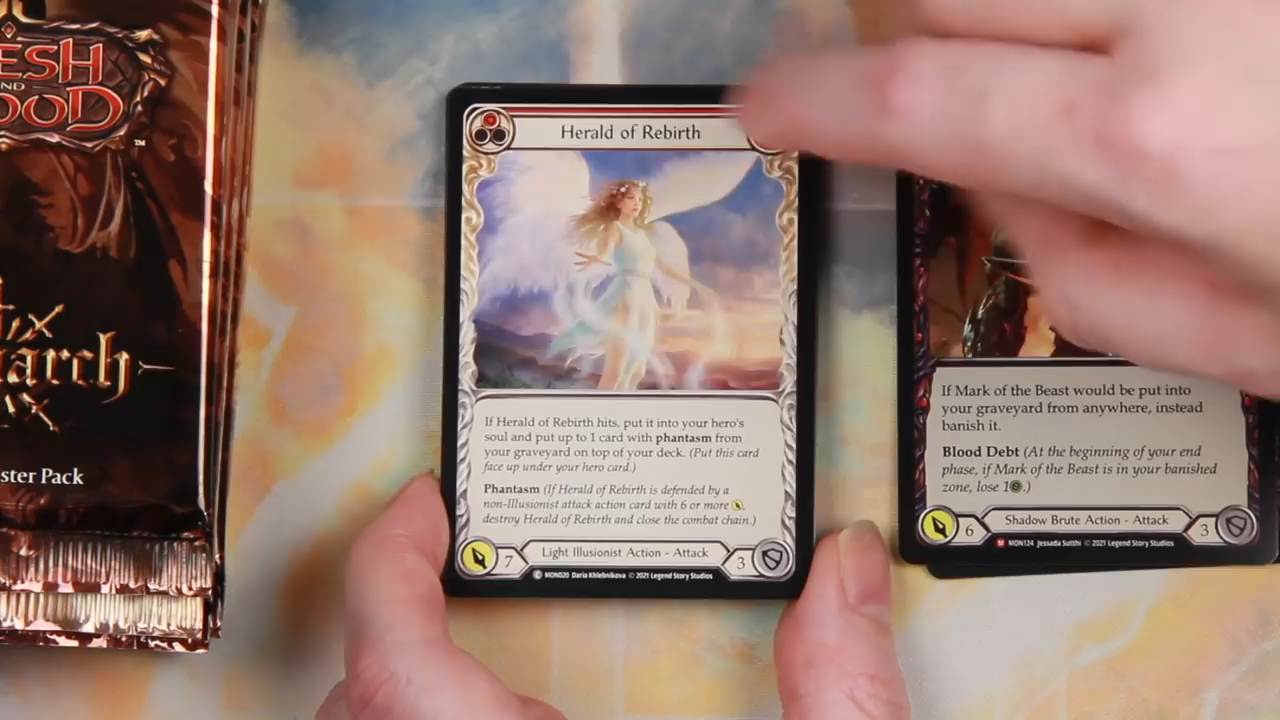 ESH
ND
OOD
™
arch
ster Pack
Herald of Rebirth
If Herald of Rebirth hits, put it into your hero's
soul and put up to 1 card with phantasm from
your graveyard on top of your deck. (Put this card
face up under your hero card.)
Phantasm (If Herald of Rebirth is defended by a
non-Illusionist attack action card with 6 or more
destroy Herald of Rebirth and close the combat chain.)
7 Light Illusionist Action - Attack 3
C MON020 Daria Khlebnikova © 2021 Legend Story Studios
If Mark of the Beast would be put into
your graveyard from anywhere, instead
banish it.
Blood Debt (At the beginning of your end
phase, if Mark of the Beast is in your banished
zone, lose 1.)
6 Shadow Brute Action - Attack 3
M MON124 Jessada Sutthi © 2021 Legend Story Studios